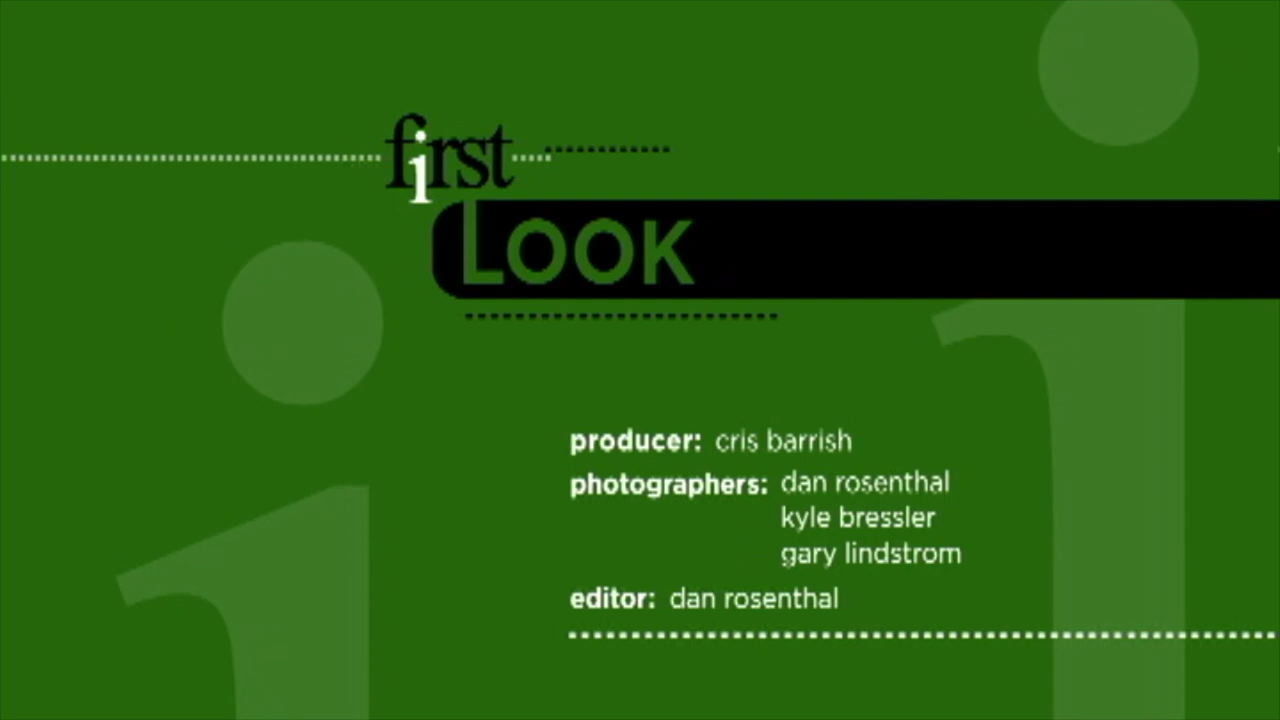 first
LOOK
producer: cris barrish
photographers: dan rosenthal
kyle bressler
gary lindstrom
editor: dan rosenthal